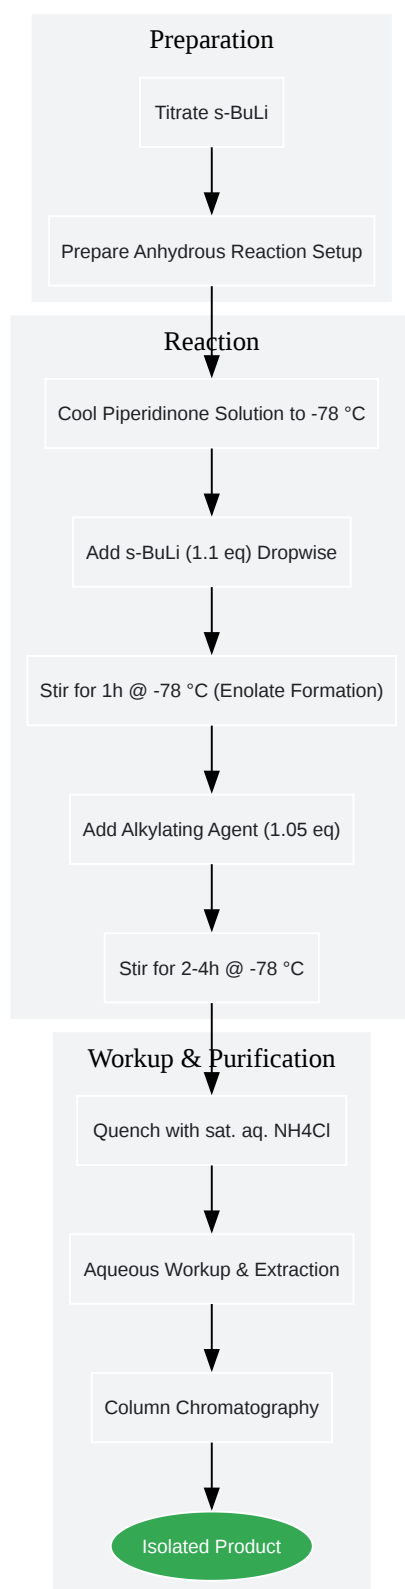 Preparation
Titrate s-BuLi
Prepare Anhydrous Reaction Setup
Reaction
Cool Piperidinone Solution to -78 °C
Add s-BuLi (1.1 eq) Dropwise
Stir for 1h @ -78 °C (Enolate Formation)
Add Alkylating Agent (1.05 eq)
Stir for 2-4h @ -78 °C
Workup & Purification
Quench with sat. aq. NH4Cl
Aqueous Workup & Extraction
Column Chromatography
Isolated Product